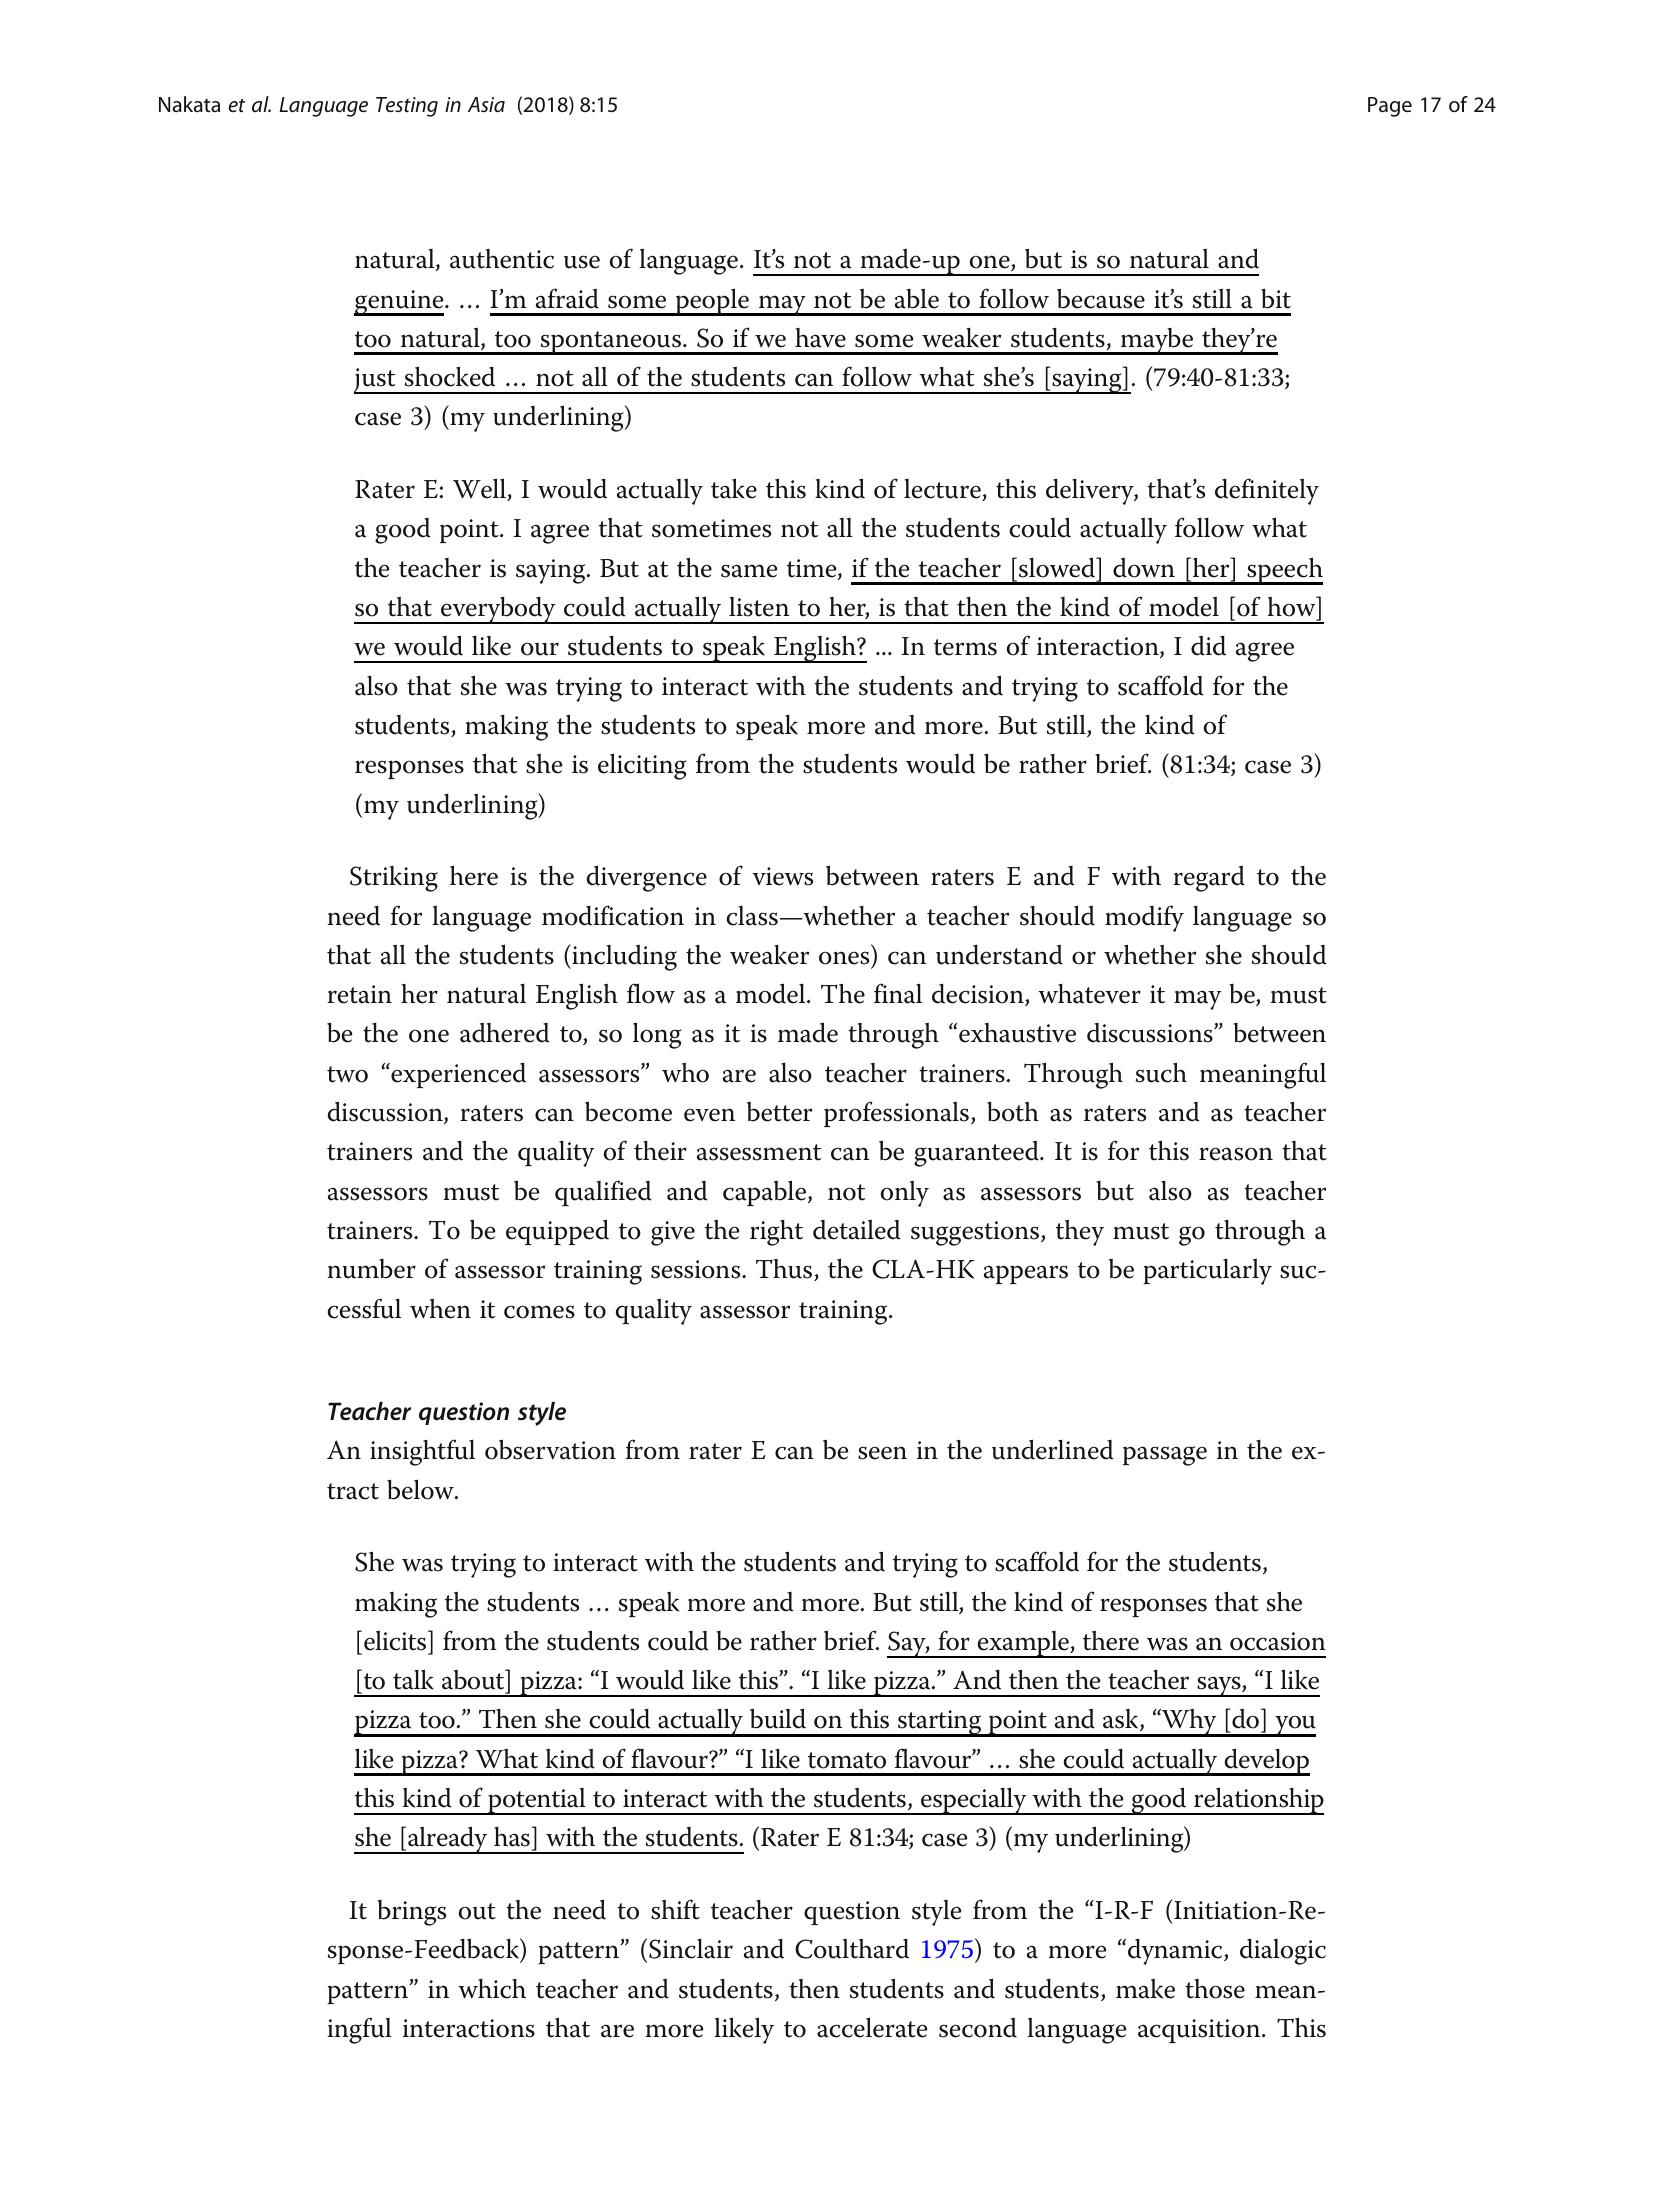 Nakata et al. Language Testing in Asia (2018) 8:15
Page 17 of 24
natural, authentic use of language. It’s not a made-up one, but is so natural and
genuine. … I’m afraid some people may not be able to follow because it’s still a bit
too natural, too spontaneous. So if we have some weaker students, maybe they’re
just shocked … not all of the students can follow what she’s [saying]. (79:40-81:33;
case 3) (my underlining)
Rater E: Well, I would actually take this kind of lecture, this delivery, that’s definitely
a good point. I agree that sometimes not all the students could actually follow what
the teacher is saying. But at the same time, if the teacher [slowed] down [her] speech
so that everybody could actually listen to her, is that then the kind of model [of how]
we would like our students to speak English? ... In terms of interaction, I did agree
also that she was trying to interact with the students and trying to scaffold for the
students, making the students to speak more and more. But still, the kind of
responses that she is eliciting from the students would be rather brief. (81:34; case 3)
(my underlining)
Striking here is the divergence of views between raters E and F with regard to the
need for language modification in class—whether a teacher should modify language so
that all the students (including the weaker ones) can understand or whether she should
retain her natural English flow as a model. The final decision, whatever it may be, must
be the one adhered to, so long as it is made through “exhaustive discussions” between
two “experienced assessors” who are also teacher trainers. Through such meaningful
discussion, raters can become even better professionals, both as raters and as teacher
trainers and the quality of their assessment can be guaranteed. It is for this reason that
assessors must be qualified and capable, not only as assessors but also as teacher
trainers. To be equipped to give the right detailed suggestions, they must go through a
number of assessor training sessions. Thus, the CLA-HK appears to be particularly suc-
cessful when it comes to quality assessor training.
Teacher question style
An insightful observation from rater E can be seen in the underlined passage in the ex-
tract below.
She was trying to interact with the students and trying to scaffold for the students,
making the students … speak more and more. But still, the kind of responses that she
[elicits] from the students could be rather brief. Say, for example, there was an occasion
[to talk about] pizza: “I would like this”. “I like pizza.” And then the teacher says, “I like
pizza too.” Then she could actually build on this starting point and ask, “Why [do] you
like pizza? What kind of flavour?” “I like tomato flavour” … she could actually develop
this kind of potential to interact with the students, especially with the good relationship
she [already has] with the students. (Rater E 81:34; case 3) (my underlining)
It brings out the need to shift teacher question style from the “I-R-F (Initiation-Re-
sponse-Feedback) pattern” (Sinclair and Coulthard 1975) to a more “dynamic, dialogic
pattern” in which teacher and students, then students and students, make those mean-
ingful interactions that are more likely to accelerate second language acquisition. This